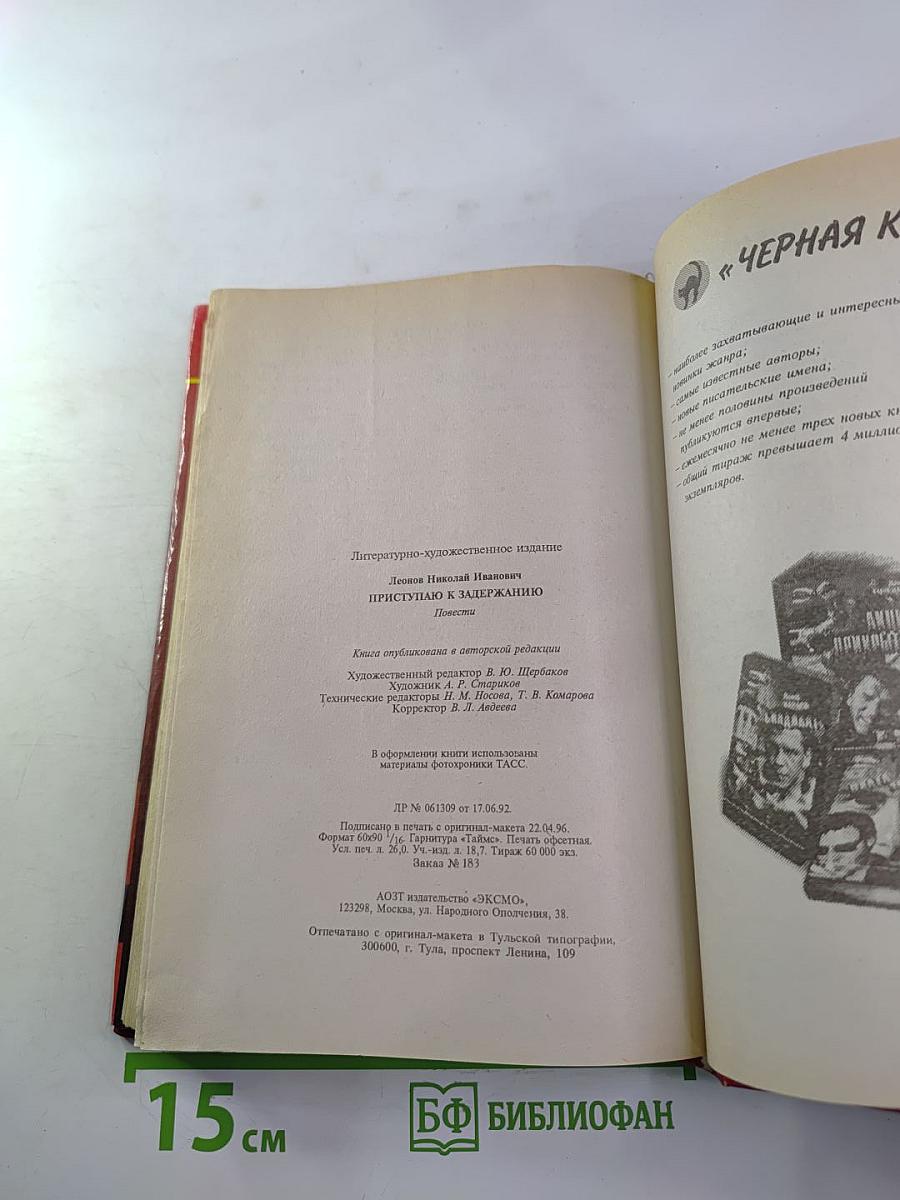 Литературно-художественное издание
Леонов Николай Иванович
ПРИСТУПАЮ К ЗАДЕРЖАНИЮ
Повести
Книга опубликована в авторской редакции
Художественный редактор В. Ю. Щербаков
Художник А. Р. Стариков
Технические редакторы Н. М. Носова, Т. В. Комарова
Корректор В. Л. Авдеева
В оформлении книги использованы
материалы фотохроники ТАСС.
ЛР № 061309 от 17.06.92.
Подписано в печать с оригинал-макета 22.04.96.
Формат 60х90 1/16. Гарнитура «Таймс». Печать офсетная.
Усл. печ. л. 26,0. Уч.-изд. л. 18,7. Тираж 60 000 экз.
Заказ № 183
АОЗТ издательство «ЭКСМО»,
123298, Москва, ул. Народного Ополчения, 38.
Отпечатано с оригинал-макета в Тульской типографии,
300600, г. Тула, проспект Ленина, 109
«ЧЕРНАЯ К
– наиболее захватывающие и интересны
новинки жанра;
– самые известные авторы;
– новые писательские имена;
– не менее половины произведений
публикуются впервые;
– ежемесячно не менее трех новых кн
– общий тираж превышает 4 миллио
экземпляров.
15 см
БФ БИБЛИОФАН